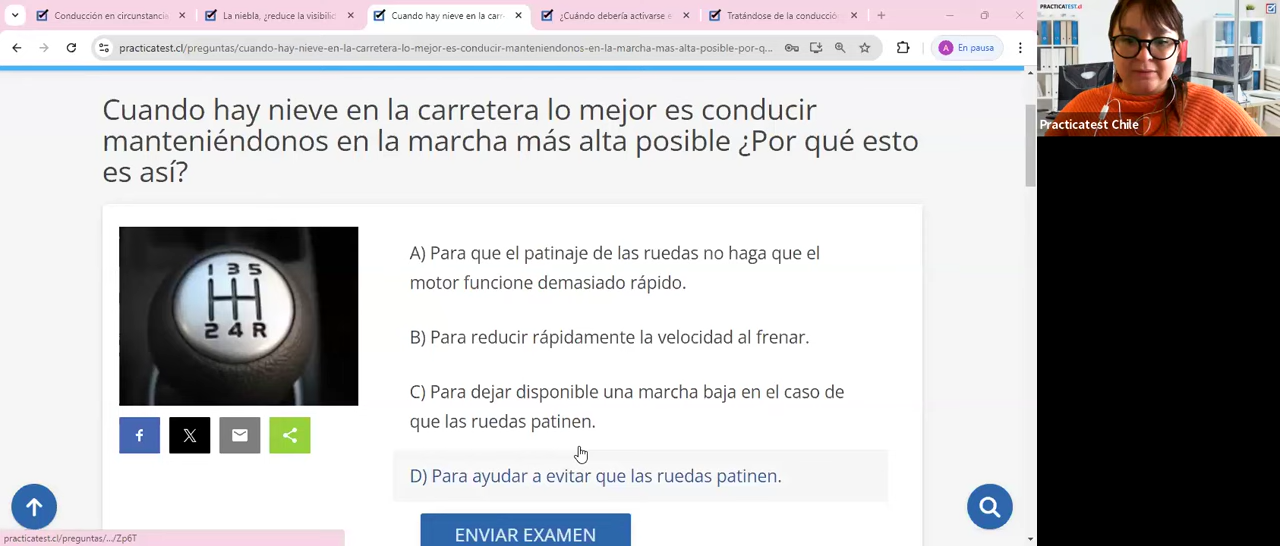 Conducción en circunstancia
La niebla, ¿reduce la visibilid
Cuando hay nieve en la carr
¿Cuándo debería activarse e
Tratándose de la conducció
practicatest.cl/preguntas/cuando-hay-nieve-en-la-carretera-lo-mejor-es-conducir-manteniendonos-en-la-marcha-mas-alta-posible-por-q...
A
En pausa
PRACTICATEST.cl
Practicatest Chile
Cuando hay nieve en la carretera lo mejor es conducir
manteniéndonos en la marcha más alta posible ¿Por qué esto
es así?
1 3 5
2 4 R
A) Para que el patinaje de las ruedas no haga que el
motor funcione demasiado rápido.
B) Para reducir rápidamente la velocidad al frenar.
C) Para dejar disponible una marcha baja en el caso de
que las ruedas patinen.
D) Para ayudar a evitar que las ruedas patinen.
ENVIAR EXAMEN
practicatest.cl/preguntas/.../Zp6T